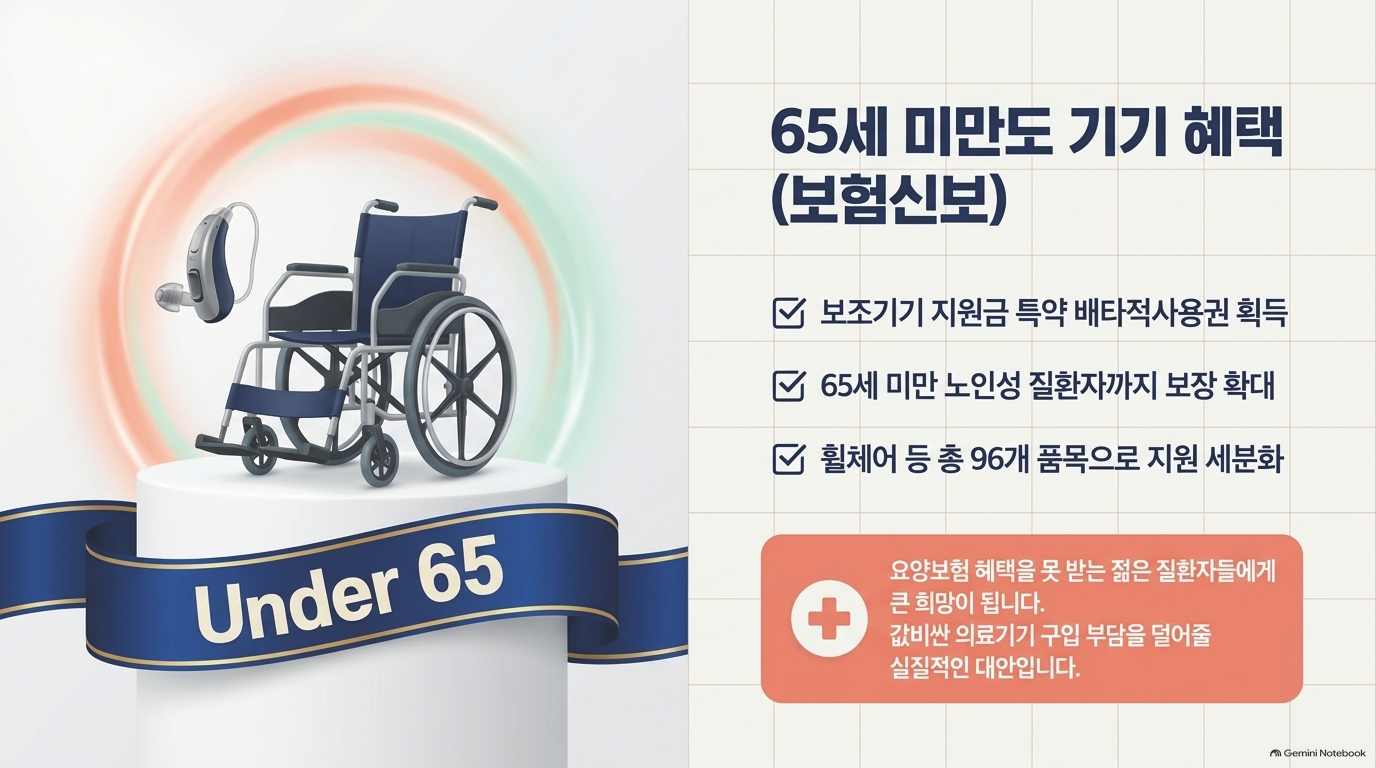 Under 65
65세 미만도 기기 혜택
(보험신보)
보조기기 지원금 특약 배타적사용권 획득
65세 미만 노인성 질환자까지 보장 확대
휠체어 등 총 96개 품목으로 지원 세분화
요양보험 혜택을 못 받는 젊은 질환자들에게
큰 희망이 됩니다.
값비싼 의료기기 구입 부담을 덜어줄
실질적인 대안입니다.
Gemini Notebook